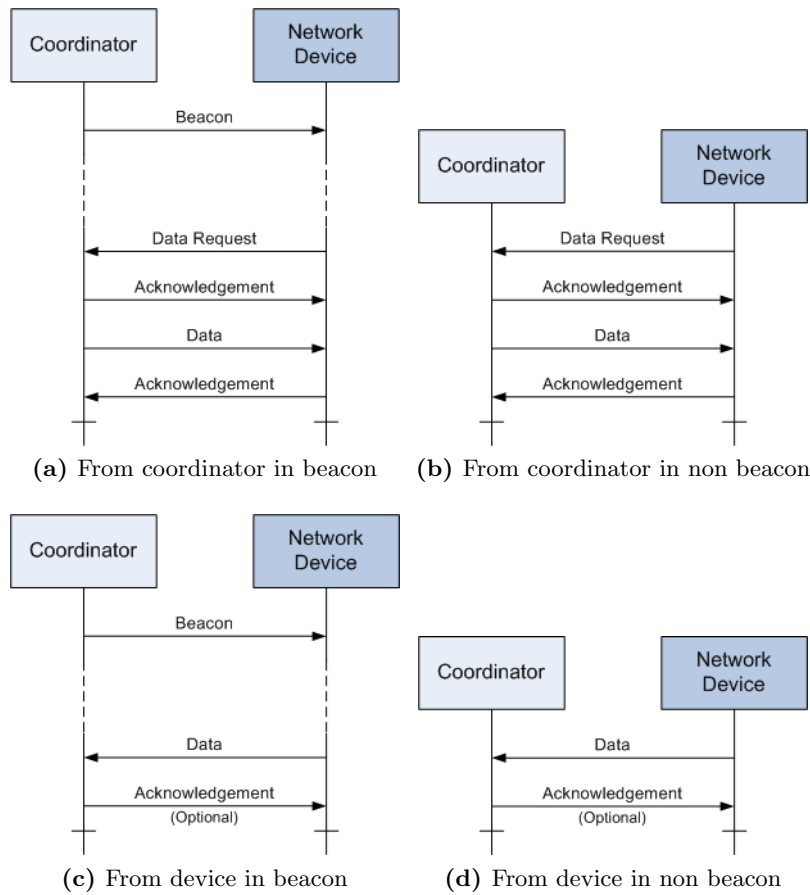 Coordinator
Network
Device
Beacon
Data Request
Acknowledgement
Data
Acknowledgement
(a) From coordinator in beacon
Coordinator
Network
Device
Data Request
Acknowledgement
Data
Acknowledgement
(b) From coordinator in non beacon
Coordinator
Network
Device
Beacon
Data
Acknowledgement
(Optional)
(c) From device in beacon
Coordinator
Network
Device
Data
Acknowledgement
(Optional)
(d) From device in non beacon